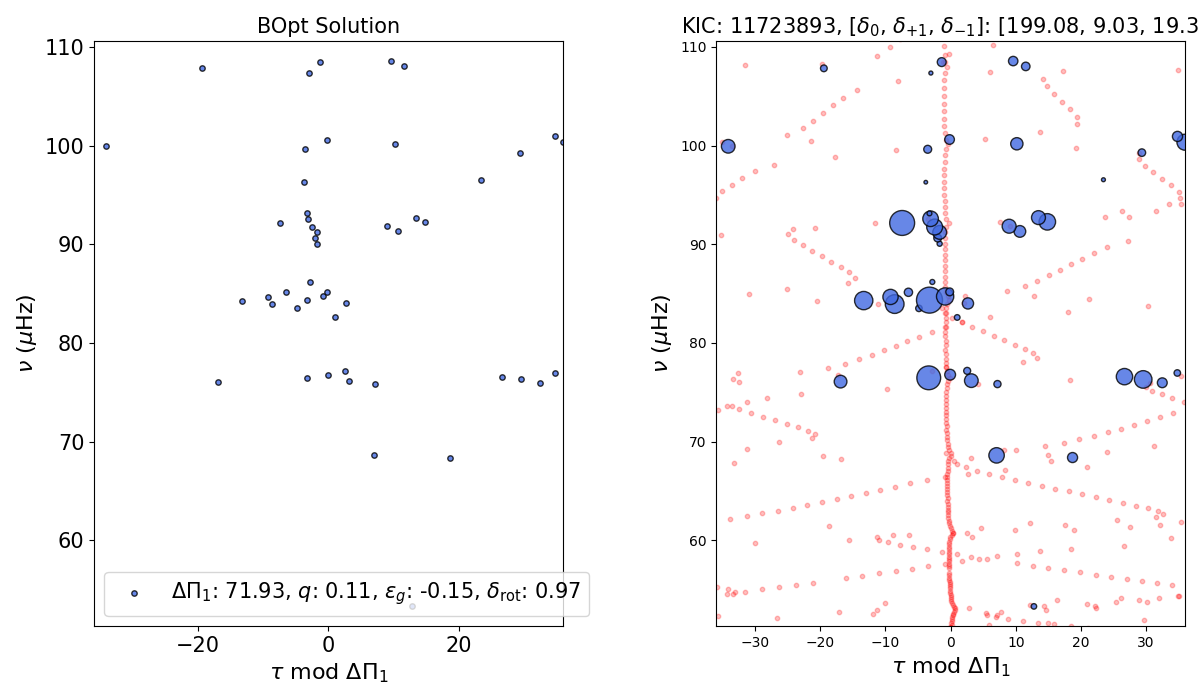 BOpt Solution
KIC: 11723893, [δ₀, δ₊₁, δ₋₁]: [199.08, 9.03, 19.3
110
100
90
80
70
60
ν (μHz)
ΔΠ₁: 71.93, q: 0.11, ε_g: -0.15, δ_rot: 0.97
−20 0 20
τ mod ΔΠ₁
110
100
90
80
70
60
ν (μHz)
−30 −20 −10 0 10 20 30
τ mod ΔΠ₁